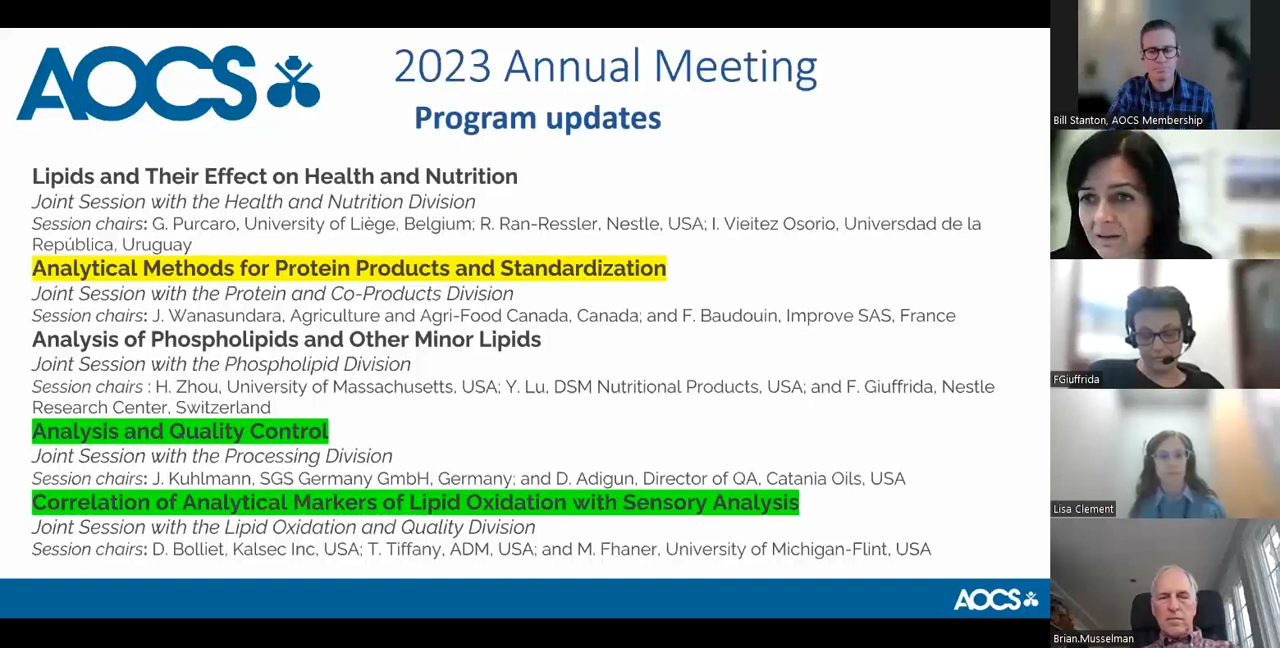 AOCS
2023 Annual Meeting
Program updates
Lipids and Their Effect on Health and Nutrition
Joint Session with the Health and Nutrition Division
Session chairs: G. Purcaro, University of Liège, Belgium; R. Ran-Ressler, Nestle, USA; I. Vieitez Osorio, Universdad de la
República, Uruguay
Analytical Methods for Protein Products and Standardization
Joint Session with the Protein and Co-Products Division
Session chairs: J. Wanasundara, Agriculture and Agri-Food Canada, Canada; and F. Baudouin, Improve SAS, France
Analysis of Phospholipids and Other Minor Lipids
Joint Session with the Phospholipid Division
Session chairs : H. Zhou, University of Massachusetts, USA; Y. Lu, DSM Nutritional Products, USA; and F. Giuffrida, Nestle
Research Center, Switzerland
Analysis and Quality Control
Joint Session with the Processing Division
Session chairs: J. Kuhlmann, SGS Germany GmbH, Germany; and D. Adigun, Director of QA, Catania Oils, USA
Correlation of Analytical Markers of Lipid Oxidation with Sensory Analysis
Joint Session with the Lipid Oxidation and Quality Division
Session chairs: D. Bolliet, Kalsec Inc, USA; T. Tiffany, ADM, USA; and M. Fhaner, University of Michigan-Flint, USA
AOCS
Bill Stanton, AOCS Membership
FGiuffrida
Lisa Clement
Brian.Musselman